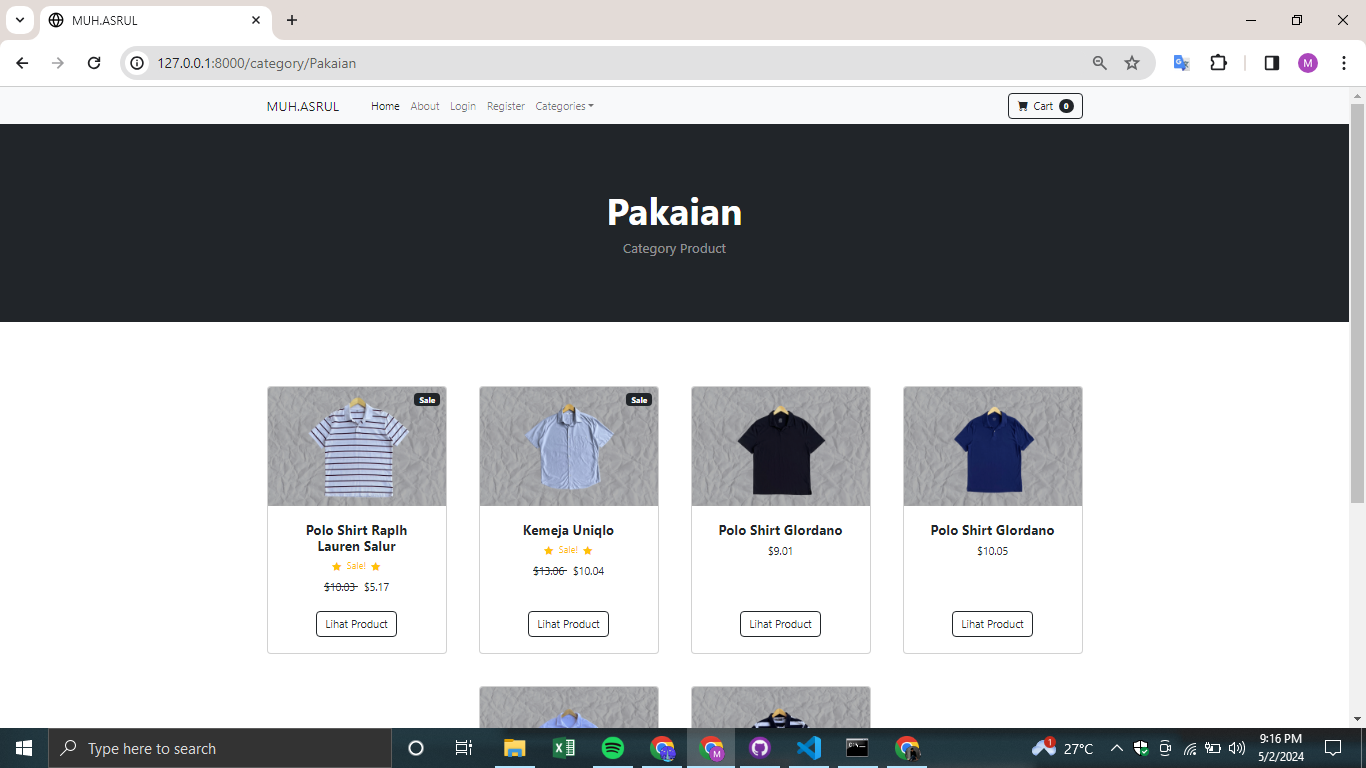 MUH.ASRUL
127.0.0.1:8000/category/Pakaian
M
MUH.ASRUL Home About Login Register Categories Cart 0
Pakaian
Category Product
Sale
Polo Shirt Raplh
Lauren Salur
Sale!
$10.03 $5.17
Lihat Product
Sale
Kemeja Uniqlo
Sale!
$13.06 $10.04
Lihat Product
Polo Shirt GIordano
$9.01
Lihat Product
Polo Shirt GIordano
$10.05
Lihat Product
Type here to search
M
1
27°C
9:16 PM
5/2/2024